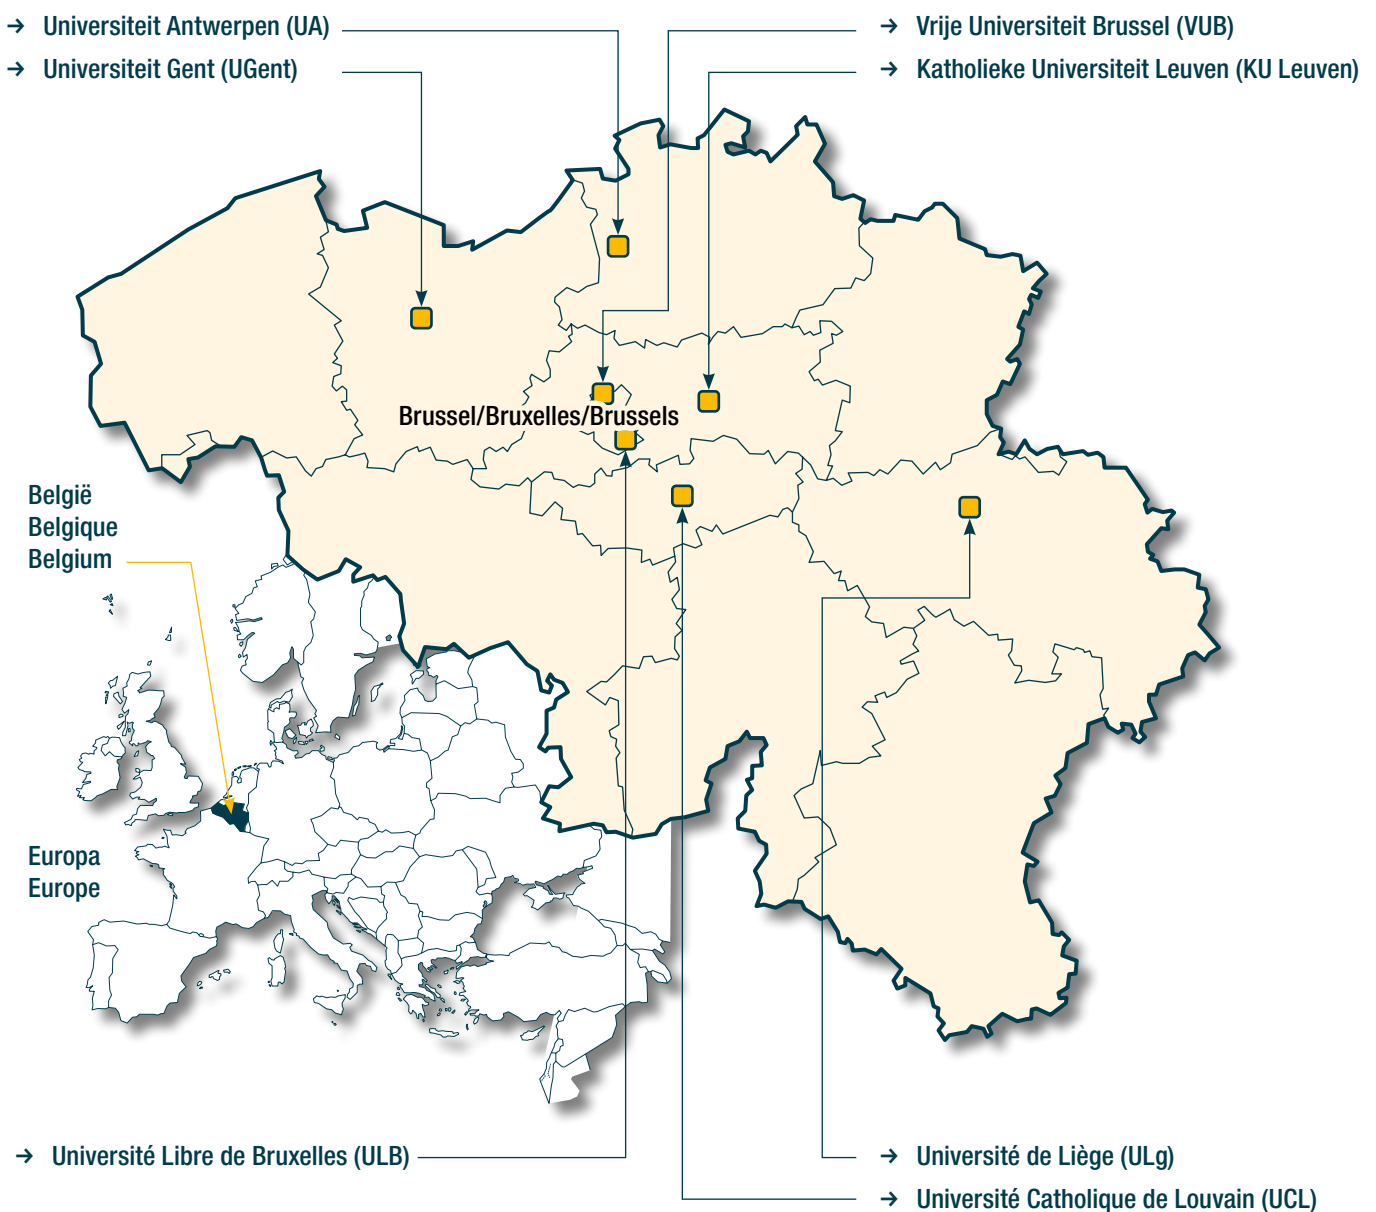 → Universiteit Antwerpen (UA)
→ Universiteit Gent (UGent)
→ Vrije Universiteit Brussel (VUB)
→ Katholieke Universiteit Leuven (KU Leuven)
Brussel/Bruxelles/Brussels
België
Belgique
Belgium
Europa
Europe
→ Université Libre de Bruxelles (ULB)
→ Université de Liège (ULg)
→ Université Catholique de Louvain (UCL)